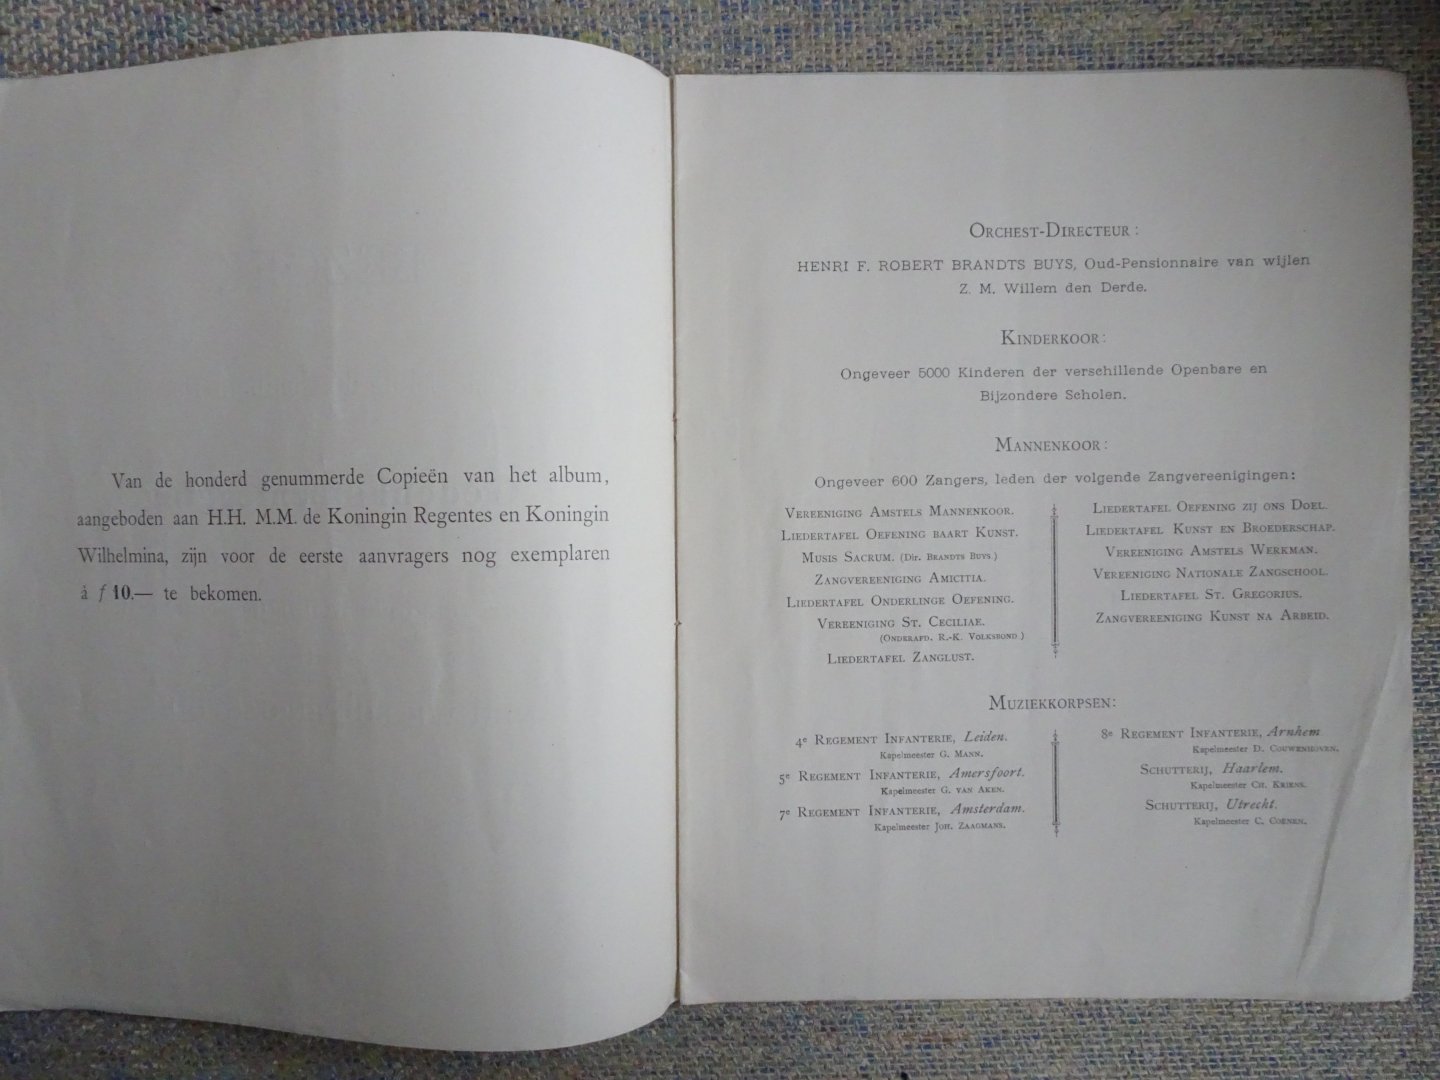 Van de honderd genummerde Copieën van het album,
aangeboden aan H.H. M.M. de Koningin Regentes en Koningin
Wilhelmina, zijn voor de eerste aanvragers nog exemplaren
à f 10.— te bekomen.
Orchest-Directeur:
HENRI F. ROBERT BRANDTS BUYS, Oud-Pensionnaire van wijlen
Z. M. Willem den Derde.
Kinderkoor:
Ongeveer 5000 Kinderen der verschillende Openbare en
Bijzondere Scholen.
Mannenkoor:
Ongeveer 600 Zangers, leden der volgende Zangvereenigingen:
Vereeniging Amstels Mannenkoor.
Liedertafel Oefening baart Kunst.
Musis Sacrum. (Dir. Brandts Buys.)
Zangvereeniging Amicitia.
Liedertafel Onderlinge Oefening.
Vereeniging St. Ceciliae.
(Onderafd. R.-K. Volksbond.)
Liedertafel Zanglust.
Liedertafel Oefening zij ons Doel.
Liedertafel Kunst en Broederschap.
Vereeniging Amstels Werkman.
Vereeniging Nationale Zangschool.
Liedertafel St. Gregorius.
Zangvereeniging Kunst na Arbeid.
Muziekkorpsen:
4e Regement Infanterie, Leiden.
Kapelmeester G. Mann.
5e Regement Infanterie, Amersfoort.
Kapelmeester G. van Aken.
7e Regement Infanterie, Amsterdam.
Kapelmeester Joh. Zaagmans.
8e Regement Infanterie, Arnhem
Kapelmeester D. Couwenhoven.
Schutterij, Haarlem.
Kapelmeester Ch. Kriens.
Schutterij, Utrecht.
Kapelmeester C. Coenen.